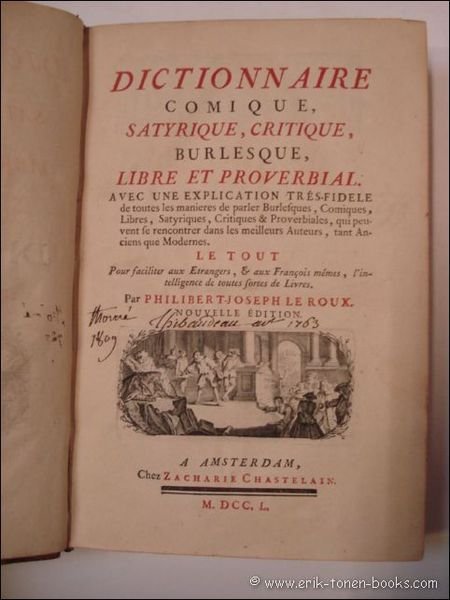 DICTIONNAIRE
COMIQUE,
SATYRIQUE, CRITIQUE,
BURLESQUE,
LIBRE ET PROVERBIAL.
AVEC UNE EXPLICATION TRÉS-FIDELE
de toutes les manieres de parler Burlesques, Comiques,
Libres, Satyriques, Critiques & Proverbiales, qui peu-
vent se rencontrer dans les meilleurs Auteurs, tant An-
ciens que Modernes.
LE TOUT
Pour faciliter aux Etrangers, & aux François mêmes, l'in-
telligence de toutes sortes de Livres.
Par PHILIBERT-JOSEPH LE ROUX.
NOUVELLE ÉDITION.
Thibaudeau 1763
1809
A AMSTERDAM,
Chez ZACHARIE CHASTELAIN.
M. DCC. L.
© www.erik-tonen-books.com